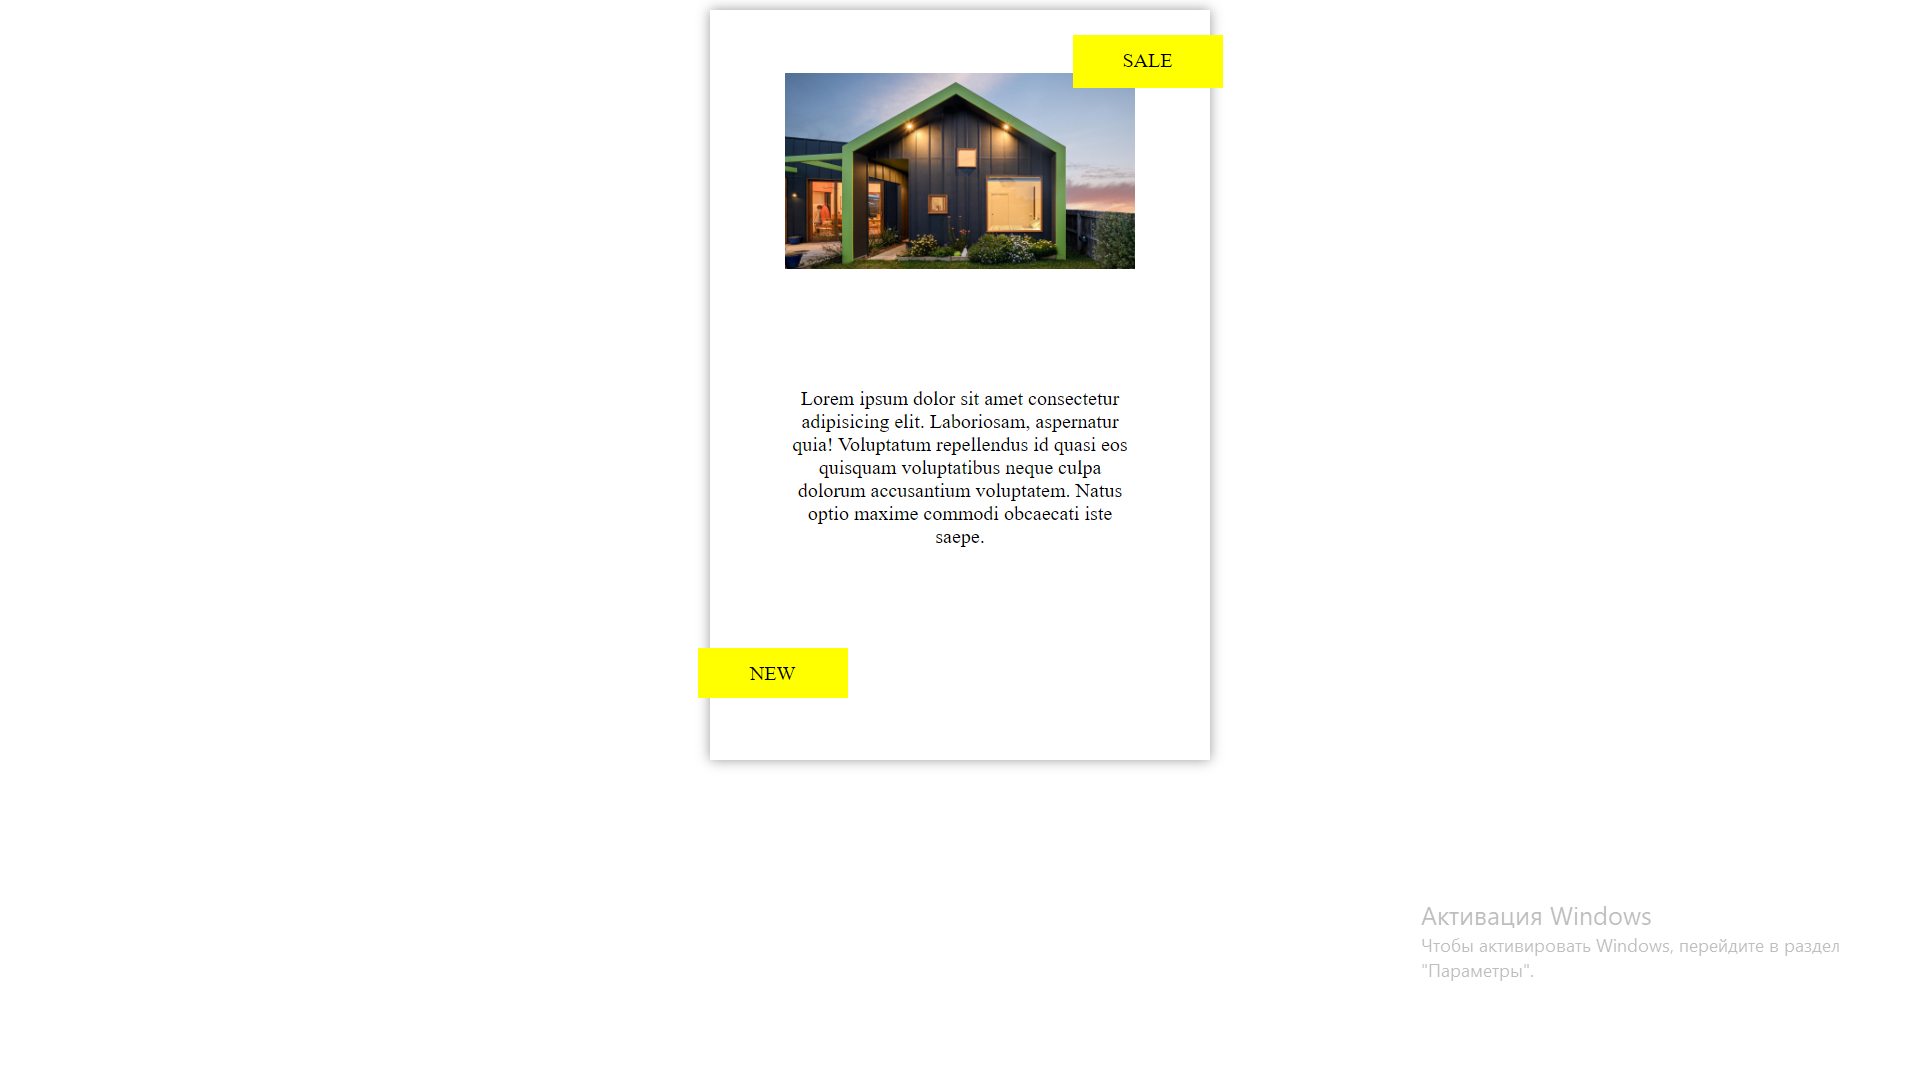 SALE
Lorem ipsum dolor sit amet consectetur
adipisicing elit. Laboriosam, aspernatur
quia! Voluptatum repellendus id quasi eos
quisquam voluptatibus neque culpa
dolorum accusantium voluptatem. Natus
optio maxime commodi obcaecati iste
saepe.
NEW
Активация Windows
Чтобы активировать Windows, перейдите в раздел
"Параметры".